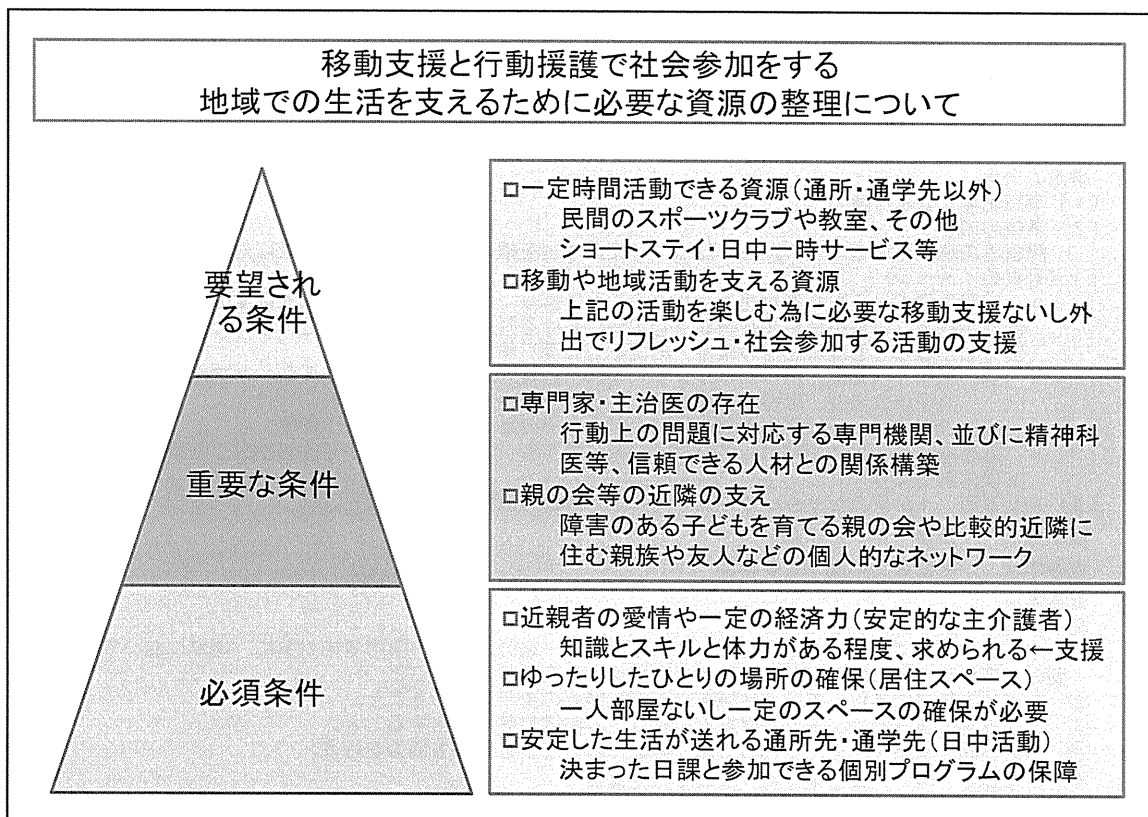 移動支援と行動援護で社会参加をする
地域での生活を支えるために必要な資源の整理について
要望され
る条件
□一定時間活動できる資源(通所・通学先以外)
民間のスポーツクラブや教室、その他
ショートステイ・日中一時サービス等
□移動や地域活動を支える資源
上記の活動を楽しむ為に必要な移動支援ないし外
出でリフレッシュ・社会参加する活動の支援
重要な条件
□専門家・主治医の存在
行動上の問題に対応する専門機関、並びに精神科
医等、信頼できる人材との関係構築
□親の会等の近隣の支え
障害のある子どもを育てる親の会や比較的近隣に
住む親族や友人などの個人的なネットワーク
必須条件
□近親者の愛情や一定の経済力(安定的な主介護者)
知識とスキルと体力がある程度、求められる←支援
□ゆったりしたひとりの場所の確保(居住スペース)
一人部屋ないし一定のスペースの確保が必要
□安定した生活が送れる通所先・通学先(日中活動)
決まった日課と参加できる個別プログラムの保障